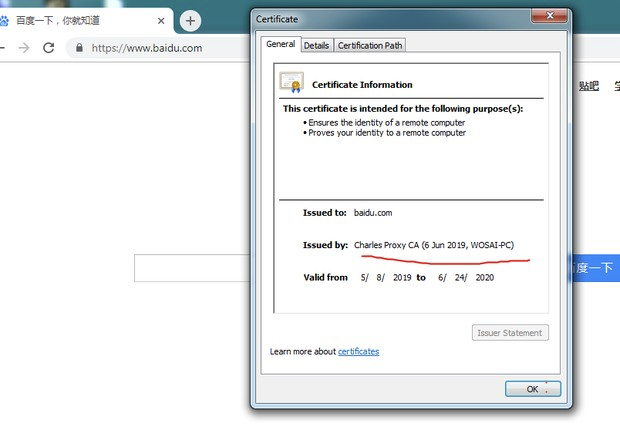 百度一下，你就知道
Certificate
https://www.baidu.com
General
Details
Certification Path
贴吧
Certificate Information
This certificate is intended for the following purpose(s):
• Ensures the identity of a remote computer
• Proves your identity to a remote computer
Issued to: baidu.com
Issued by: Charles Proxy CA (6 Jun 2019, WOSAI-PC)
百度一下
Valid from 5/ 8/ 2019 to 6/ 24/ 2020
Issuer Statement
Learn more about certificates
OK